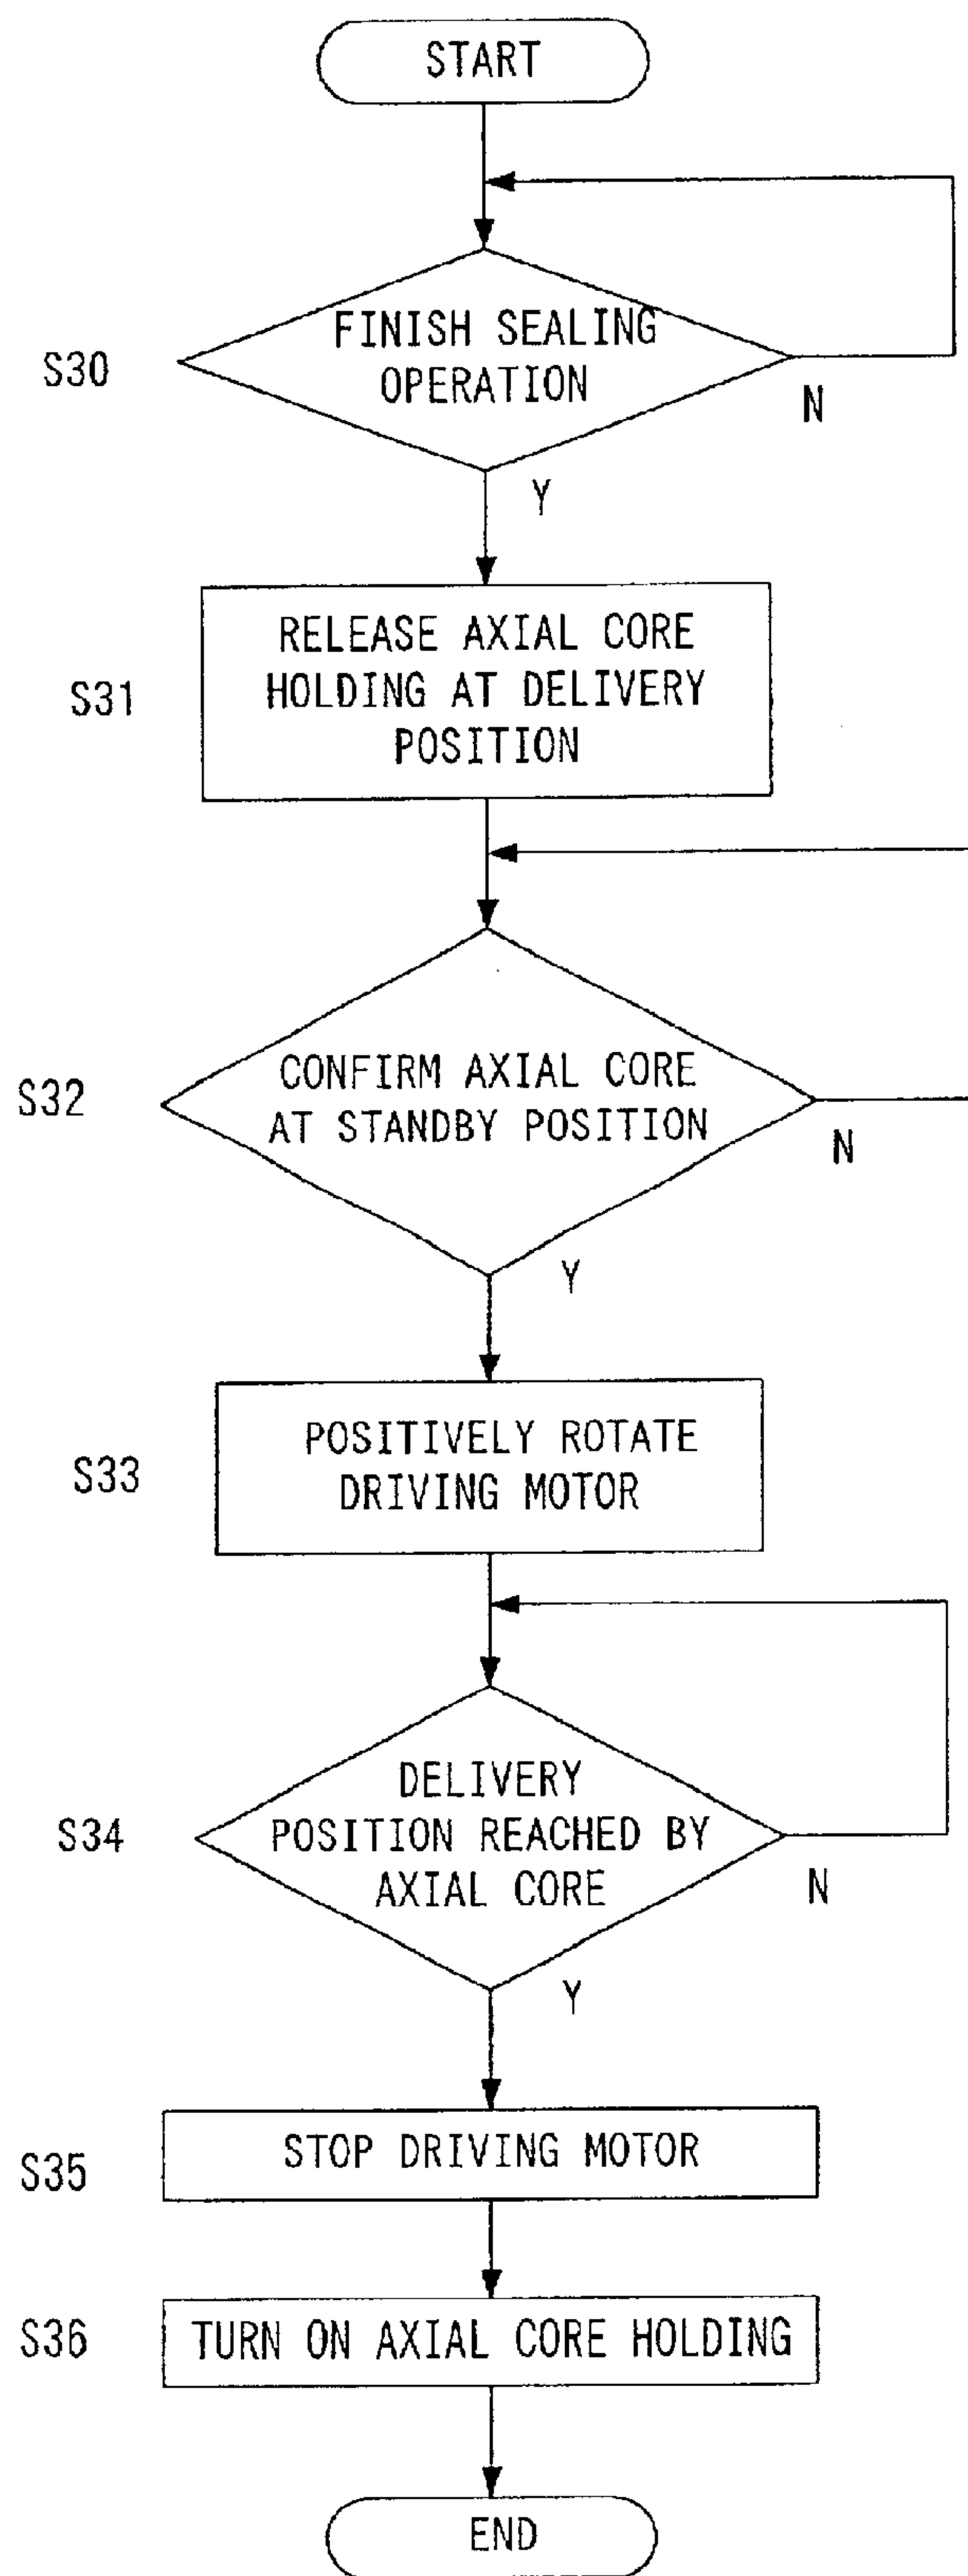 START
FINISH SEALING
OPERATION
S30
N
Y
RELEASE AXIAL CORE
HOLDING AT DELIVERY
POSITION
S31
CONFIRM AXIAL CORE
AT STANDBY POSITION
S32
N
Y
POSITIVELY ROTATE
DRIVING MOTOR
S33
DELIVERY
POSITION REACHED BY
AXIAL CORE
S34
N
Y
STOP DRIVING MOTOR
S35
TURN ON AXIAL CORE HOLDING
S36
END